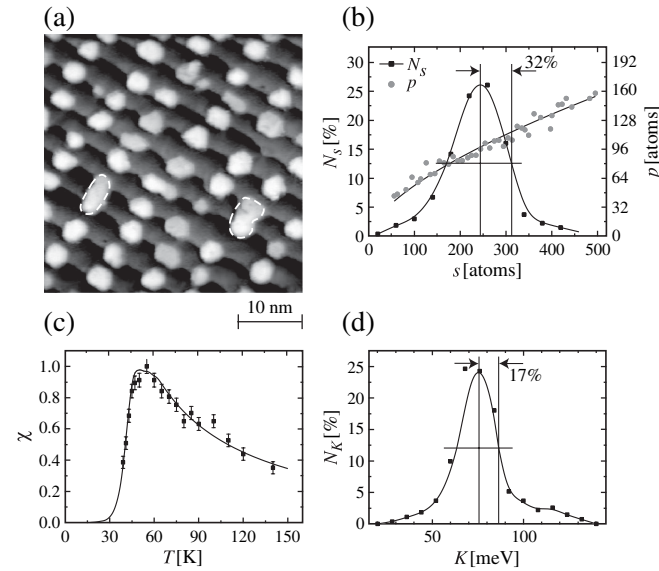 (a)
10 nm
(b)
N_s
p
32%
30
25
20
15
10
5
0
N_s [%]
192
160
128
96
64
32
0
p [atoms]
0 100 200 300 400 500
s [atoms]
(c)
1.0
0.8
0.6
0.4
0.2
0.0
χ
0 30 60 90 120 150
T [K]
(d)
17%
25
20
15
10
5
0
N_K [%]
50 100
K [meV]